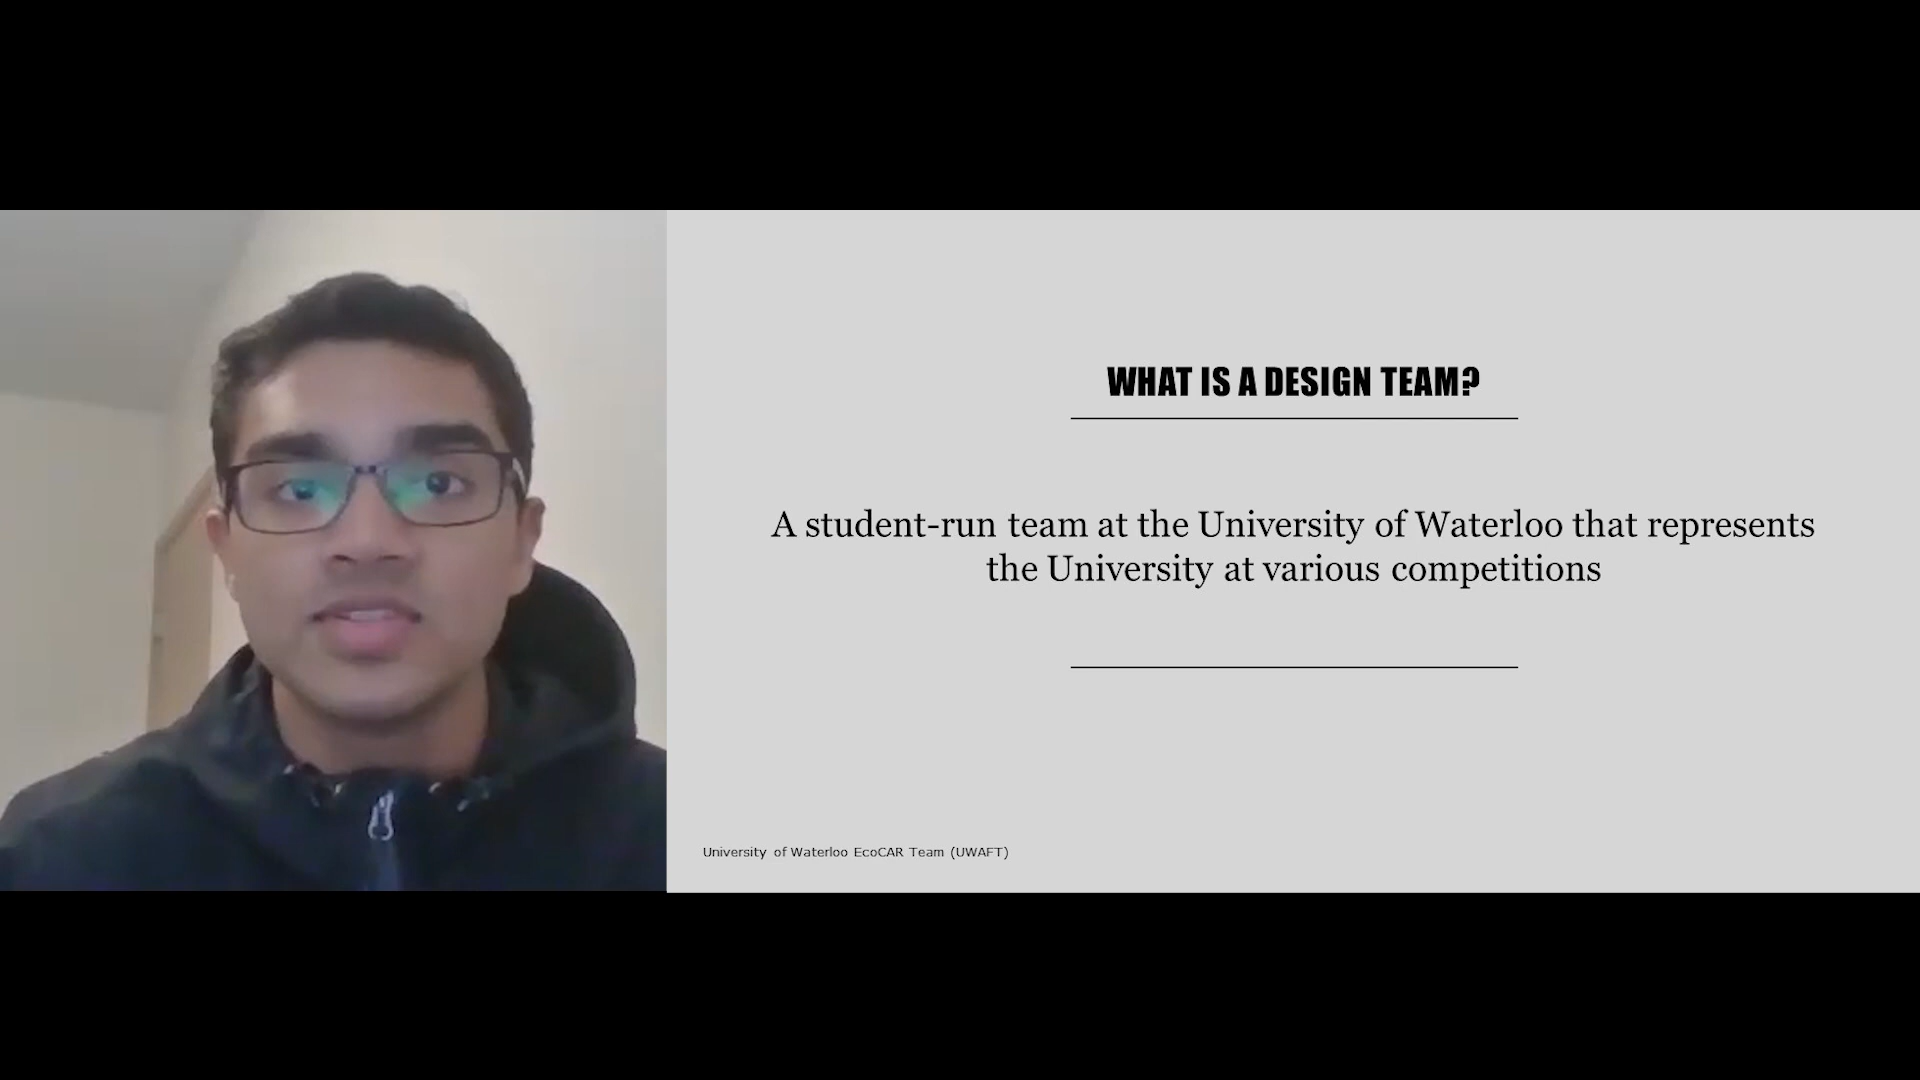 WHAT IS A DESIGN TEAM?
A student-run team at the University of Waterloo that represents
the University at various competitions
University of Waterloo EcoCAR Team (UWAFT)